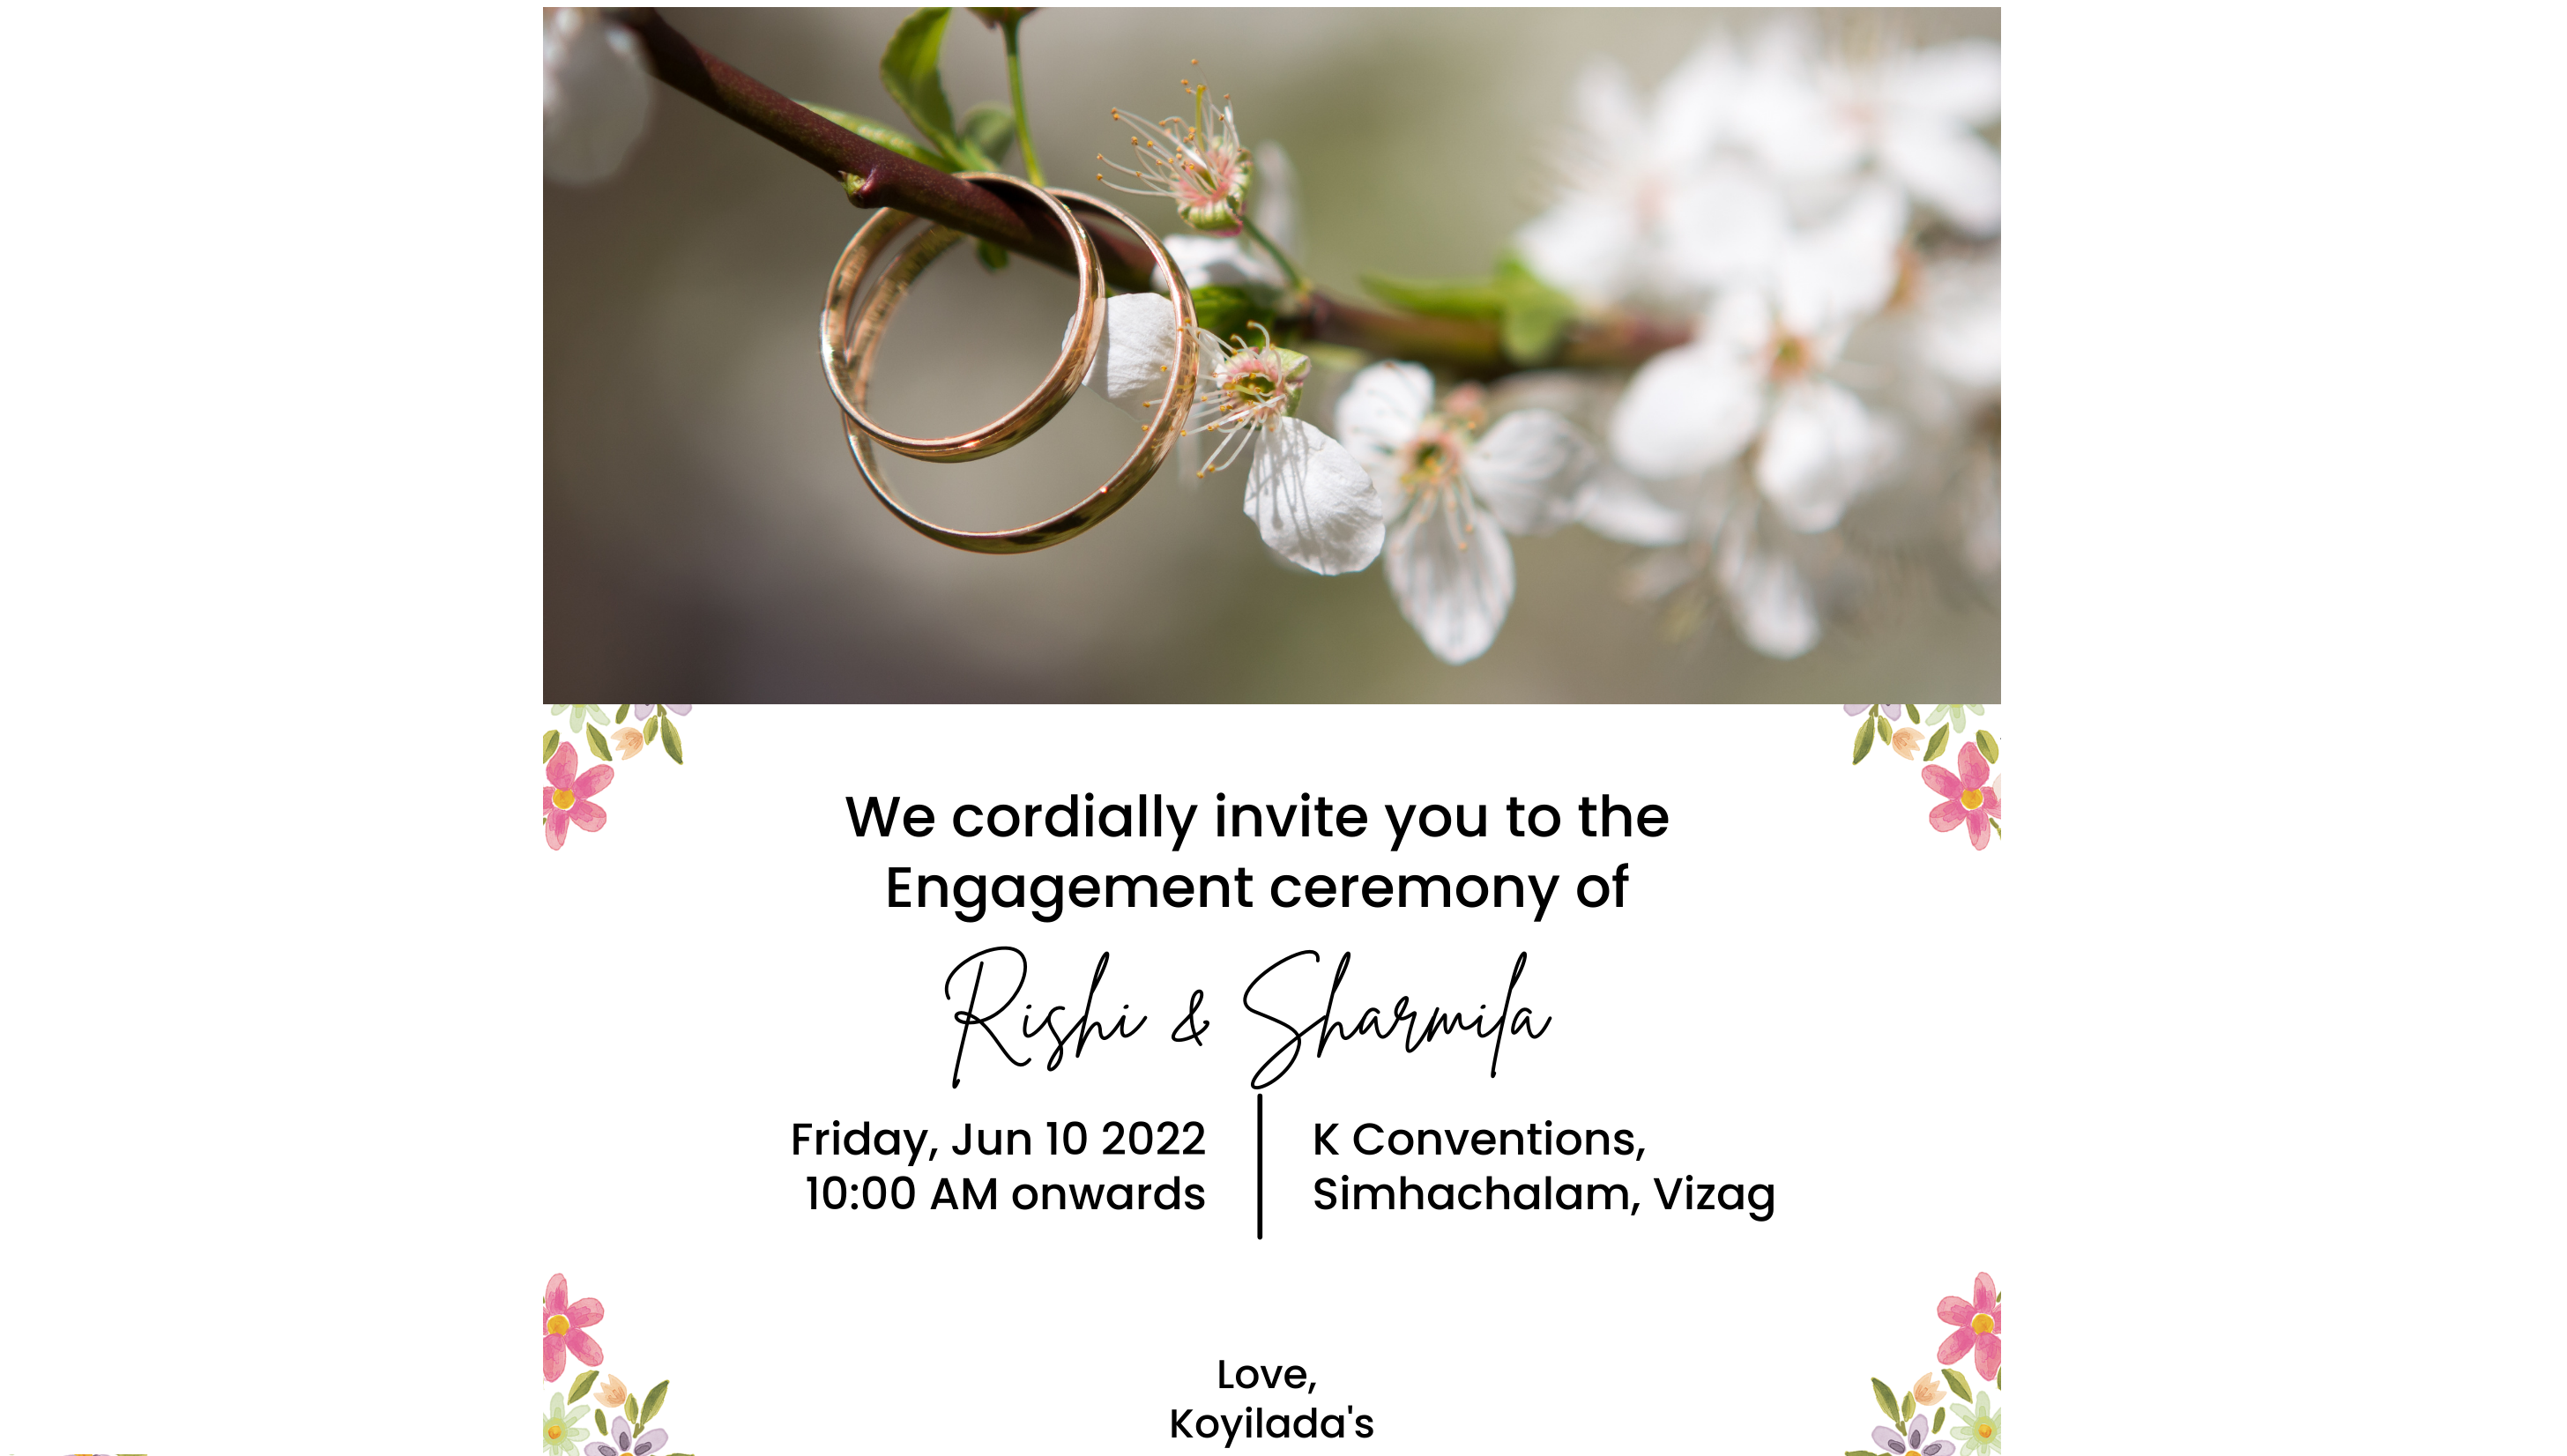 We cordially invite you to the
Engagement ceremony of
Rishi & Sharmila
Friday, Jun 10 2022
10:00 AM onwards
K Conventions,
Simhachalam, Vizag
Love,
Koyilada's